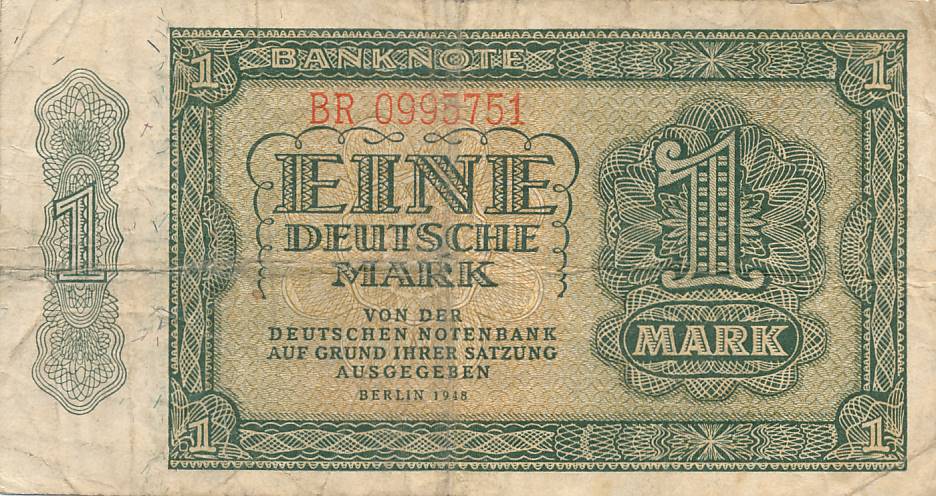 1 BANKNOTE 1
BR 0995751
EINE
DEUTSCHE
MARK
VON DER
DEUTSCHEN NOTENBANK
AUF GRUND IHRER SATZUNG
AUSGEGEBEN
BERLIN 1948
1
1
MARK
1 1